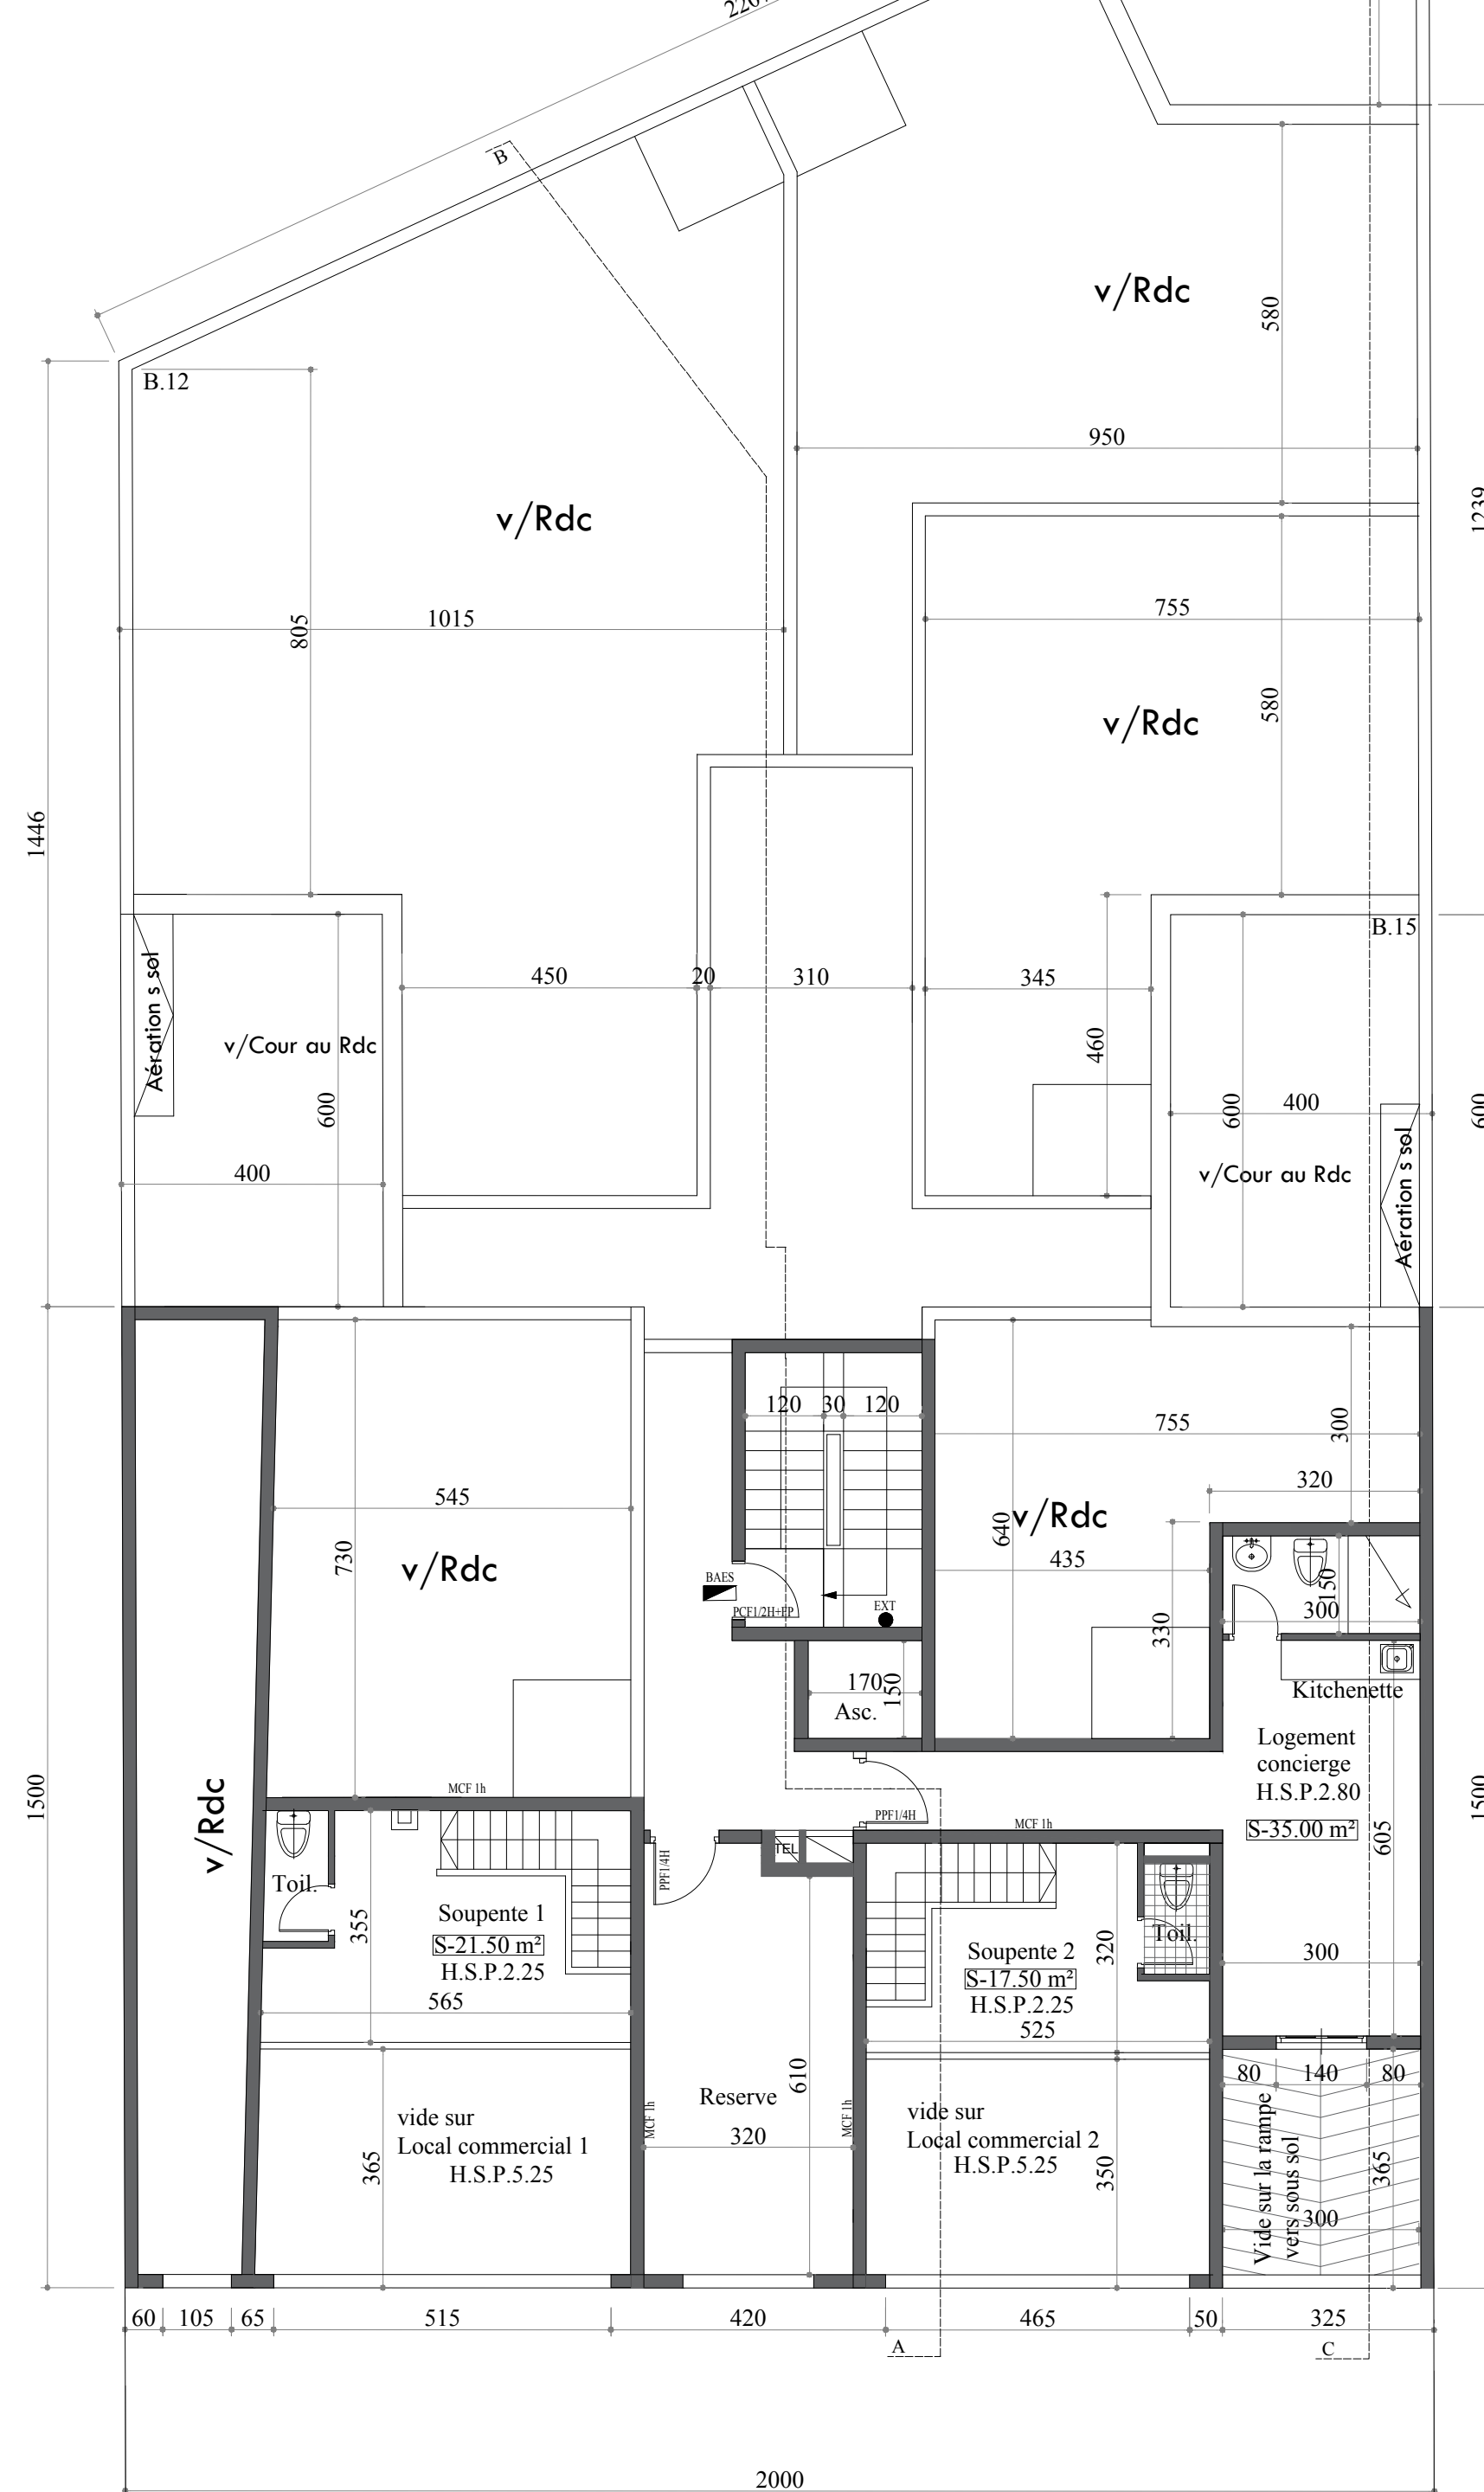 B
v/Rdc
580
B.12
950
v/Rdc
1239
805
1015
755
v/Rdc
580
1446
B.15
Aération s sol
450
20
310
345
v/Cour au Rdc
460
600
600
400
600
400
v/Cour au Rdc
Aération s sol
120
30
120
755
300
320
545
730
v/Rdc
640
v/Rdc
435
BAES
PCF1/2H+FP
EXT
330
150
300
170
150
Asc.
Kitchenette
Logement
concierge
H.S.P.2.80
S-35.00 m²
605
1500
1500
v/Rdc
MCF 1h
PPF1/4H
MCF 1h
TEL
PPF1/4H
Toil.
355
Soupente 1
S-21.50 m²
H.S.P.2.25
565
Toil.
320
Soupente 2
S-17.50 m²
H.S.P.2.25
525
300
610
80
140
80
Reserve
MCF 1h
MCF 1h
320
vide sur
Local commercial 1
H.S.P.5.25
365
vide sur
Local commercial 2
H.S.P.5.25
350
Vide sur la rampe
vers sous sol
365
300
60
105
65
515
420
465
50
325
A
C
2000